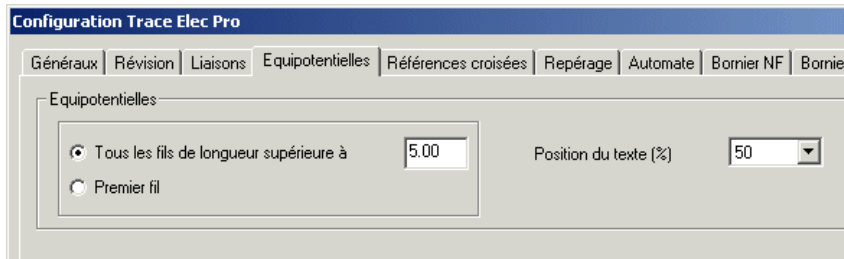 Configuration Trace Elec Pro
Généraux Révision Liaisons Equipotentielles Références croisées Repérage Automate Bornier NF Bornie
Equipotentielles
Tous les fils de longueur supérieure à 5.00 Position du texte (%) 50
Premier fil